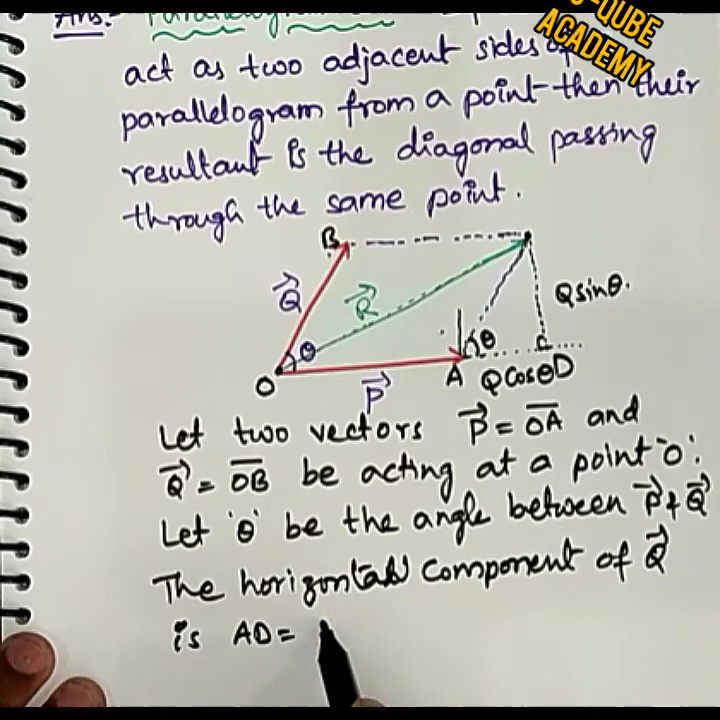 Ans:- Parallelogram
-QUBE
ACADEMY
act as two adjacent sides of
parallelogram from a point then their
resultant is the diagonal passing
through the same point.
B
Q
R
Qsinθ.
θ
θ
C
O
P
A
QcosθD
Let two vectors P = OA and
Q = OB be acting at a point 'O'.
Let 'θ' be the angle between P & Q
The horizontal component of Q
is AD =